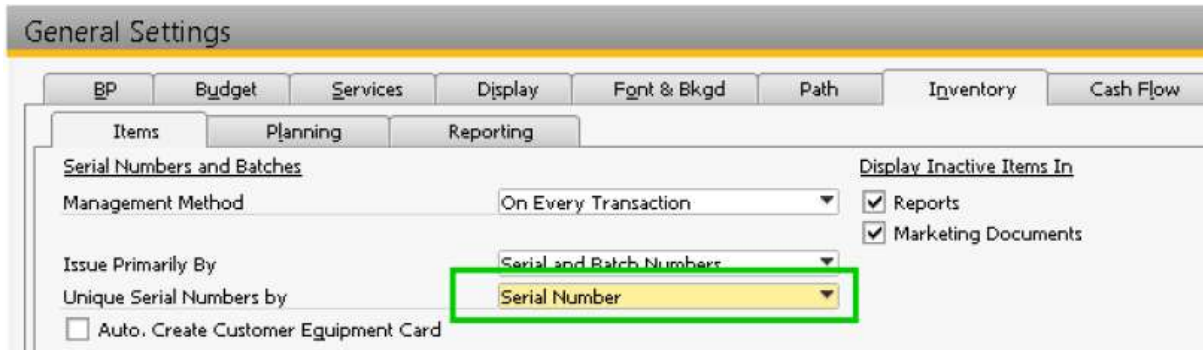 General Settings
BP Budget Services Display Font & Bkgd Path Inventory Cash Flow
Items Planning Reporting
Serial Numbers and Batches Display Inactive Items In
Management Method On Every Transaction Reports
Marketing Documents
Issue Primarily By Serial and Batch Numbers
Unique Serial Numbers by Serial Number
Auto. Create Customer Equipment Card